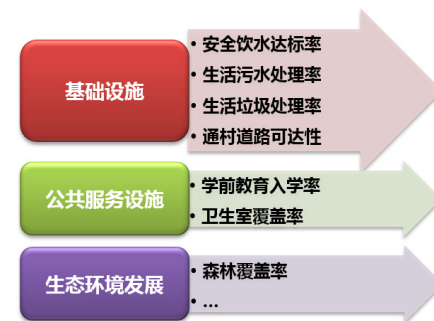 基础设施
• 安全饮水达标率
• 生活污水处理率
• 生活垃圾处理率
• 通村道路可达性
公共服务设施
• 学前教育入学率
• 卫生室覆盖率
生态环境发展
• 森林覆盖率
• ...